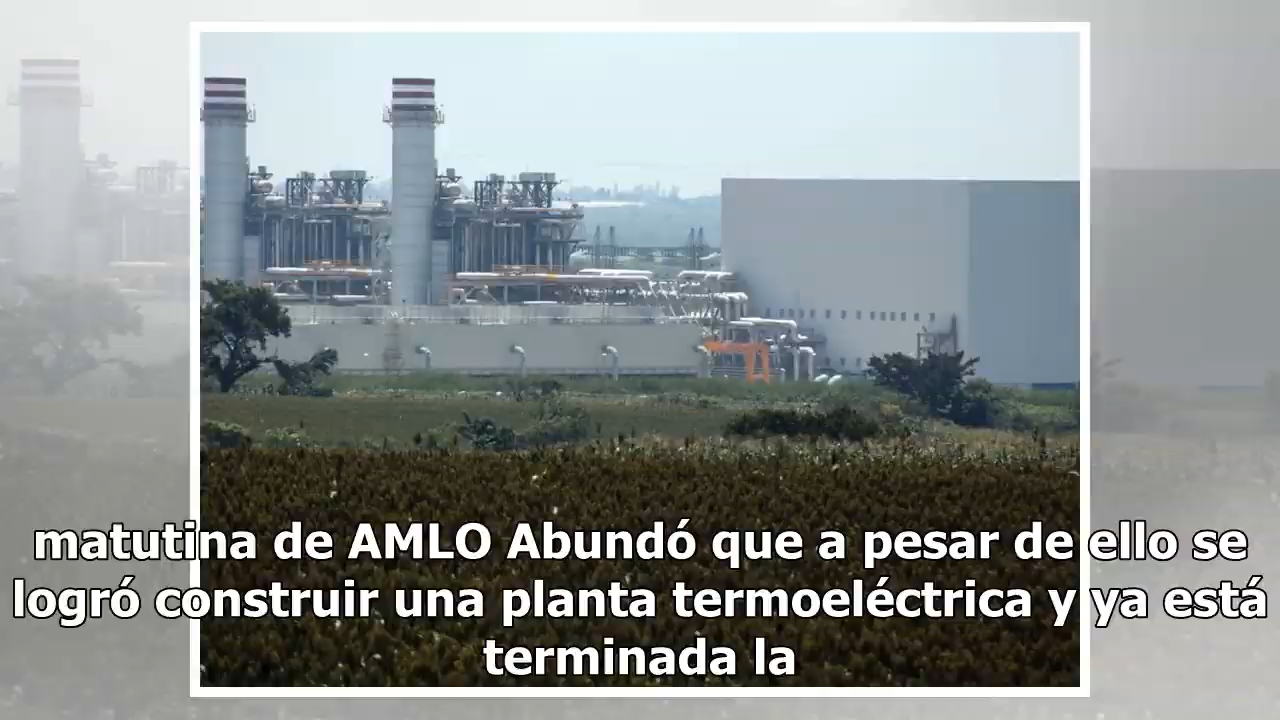 matutina de AMLO Abundó que a pesar de ello se
logró construir una planta termoeléctrica y ya está
terminada la